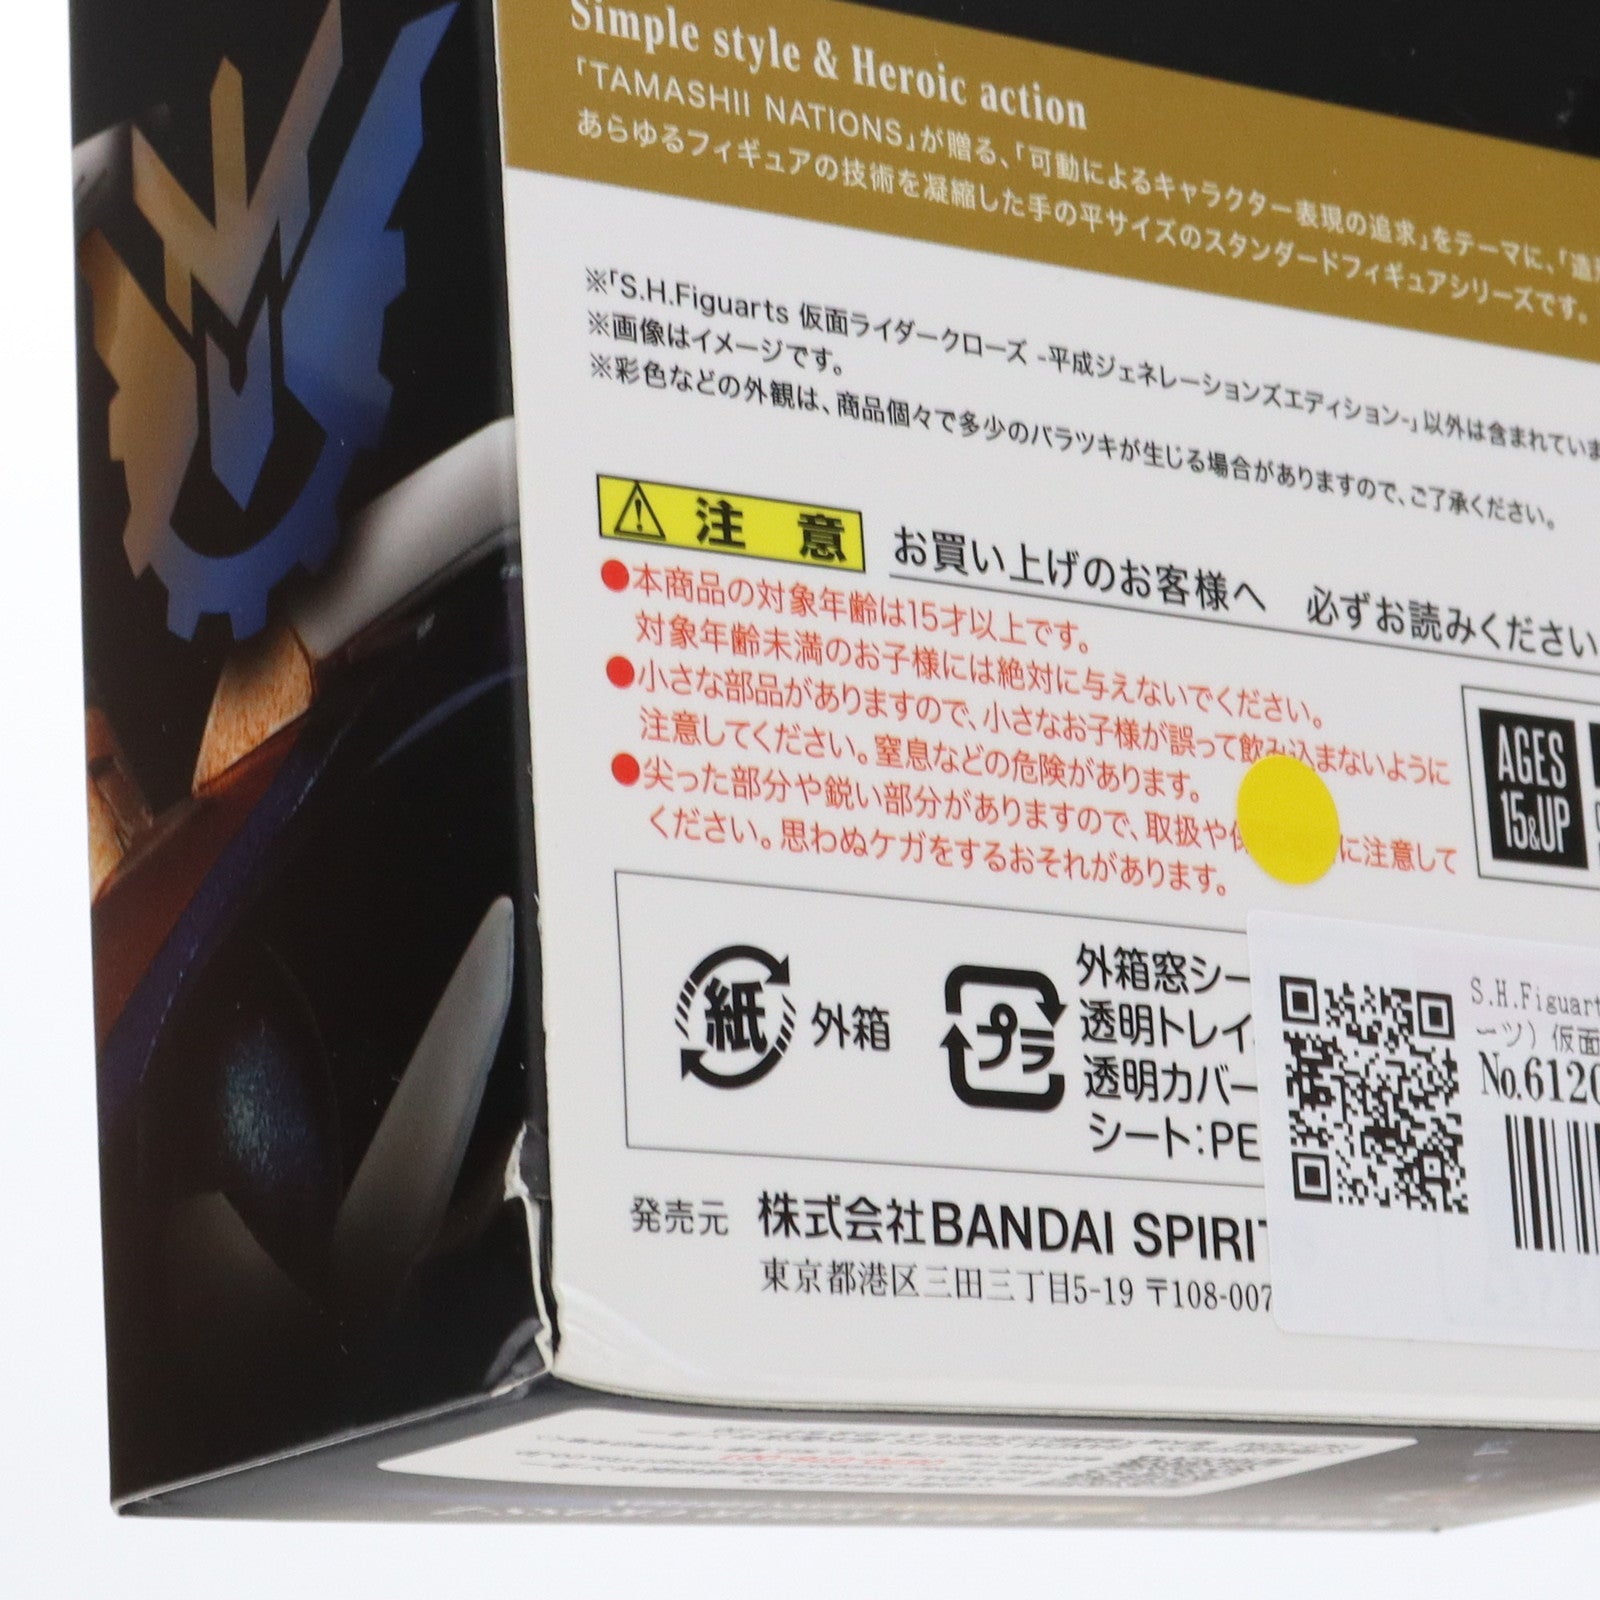 Simple style & Heroic action
「TAMASHII NATIONS」が贈る、「可動によるキャラクター表現の追求」をテーマに、「造
あらゆるフィギュアの技術を凝縮した手の平サイズのスタンダードフィギュアシリーズです。
※「S.H.Figuarts 仮面ライダークローズ -平成ジェネレーションズエディション-」以外は含まれていま
※画像はイメージです。
※彩色などの外観は、商品個々で多少のバラツキが生じる場合がありますので、ご了承ください。
注 意 お買い上げのお客様へ 必ずお読みください
●本商品の対象年齢は15才以上です。
対象年齢未満のお子様には絶対に与えないでください。
●小さな部品がありますので、小さなお子様が誤って飲み込まないように
注意してください。窒息などの危険があります。
●尖った部分や鋭い部分がありますので、取扱や保 に注意して
ください。思わぬケガをするおそれがあります。
AGES
15&UP
紙 外箱
プラ 外箱窓シー
透明トレイ
透明カバー
シート:PE
S.H.Figuart
ーツ）仮面
No.6120
発売元 株式会社BANDAI SPIRIT
東京都港区三田三丁目5-19 〒108-007